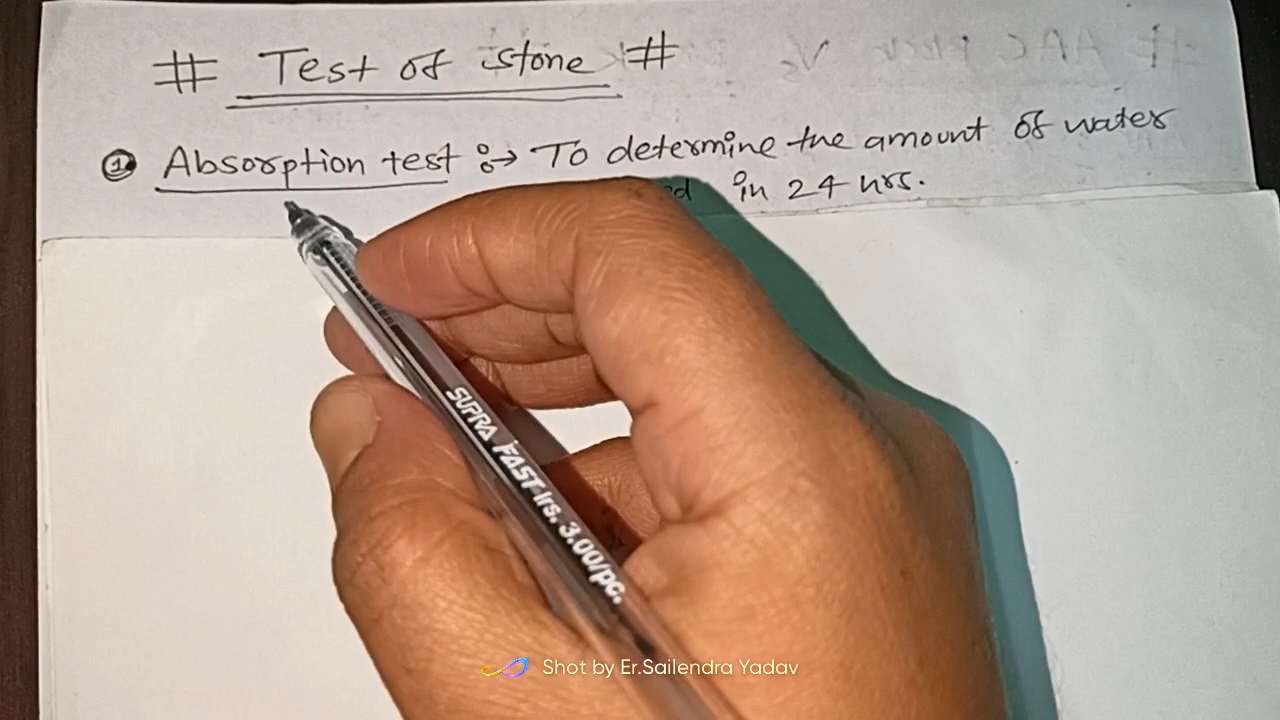 # Test of stone #
① Absorption test :→ To determine the amount of water
in 24 hrs.
SUPRA FAST Irs. 3.00/pc.
Shot by Er.Sailendra Yadav